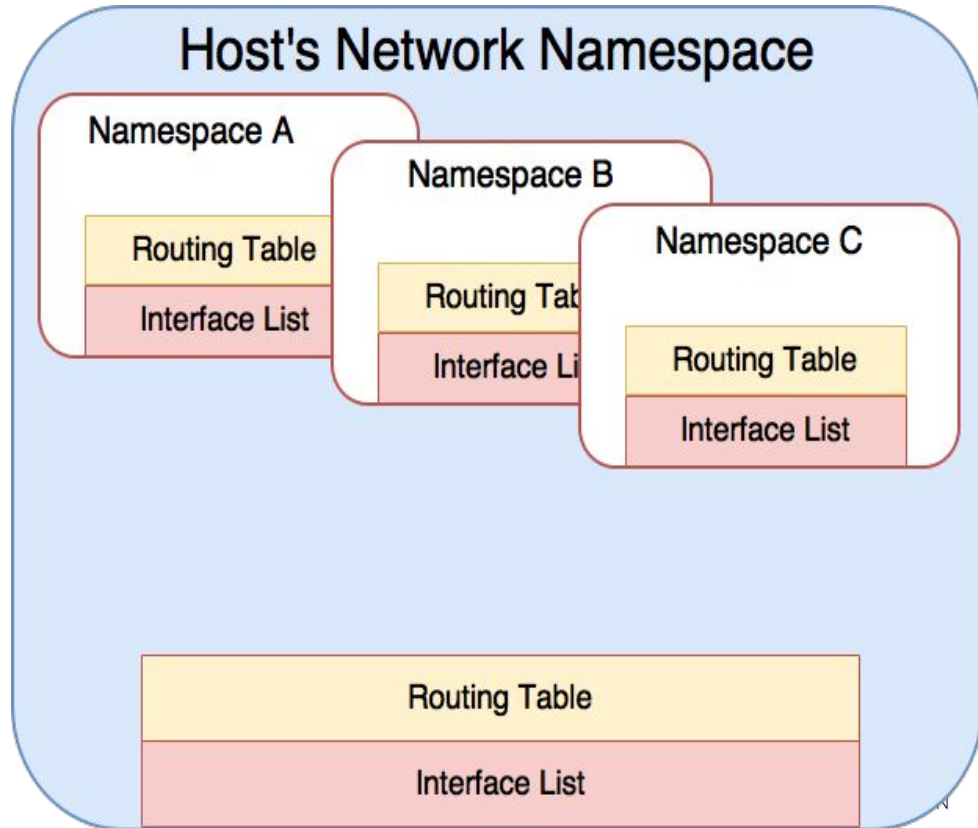 Host's Network Namespace
Namespace A
Routing Table
Interface List
Namespace B
Routing Tab
Interface Li
Namespace C
Routing Table
Interface List
Routing Table
Interface List
N